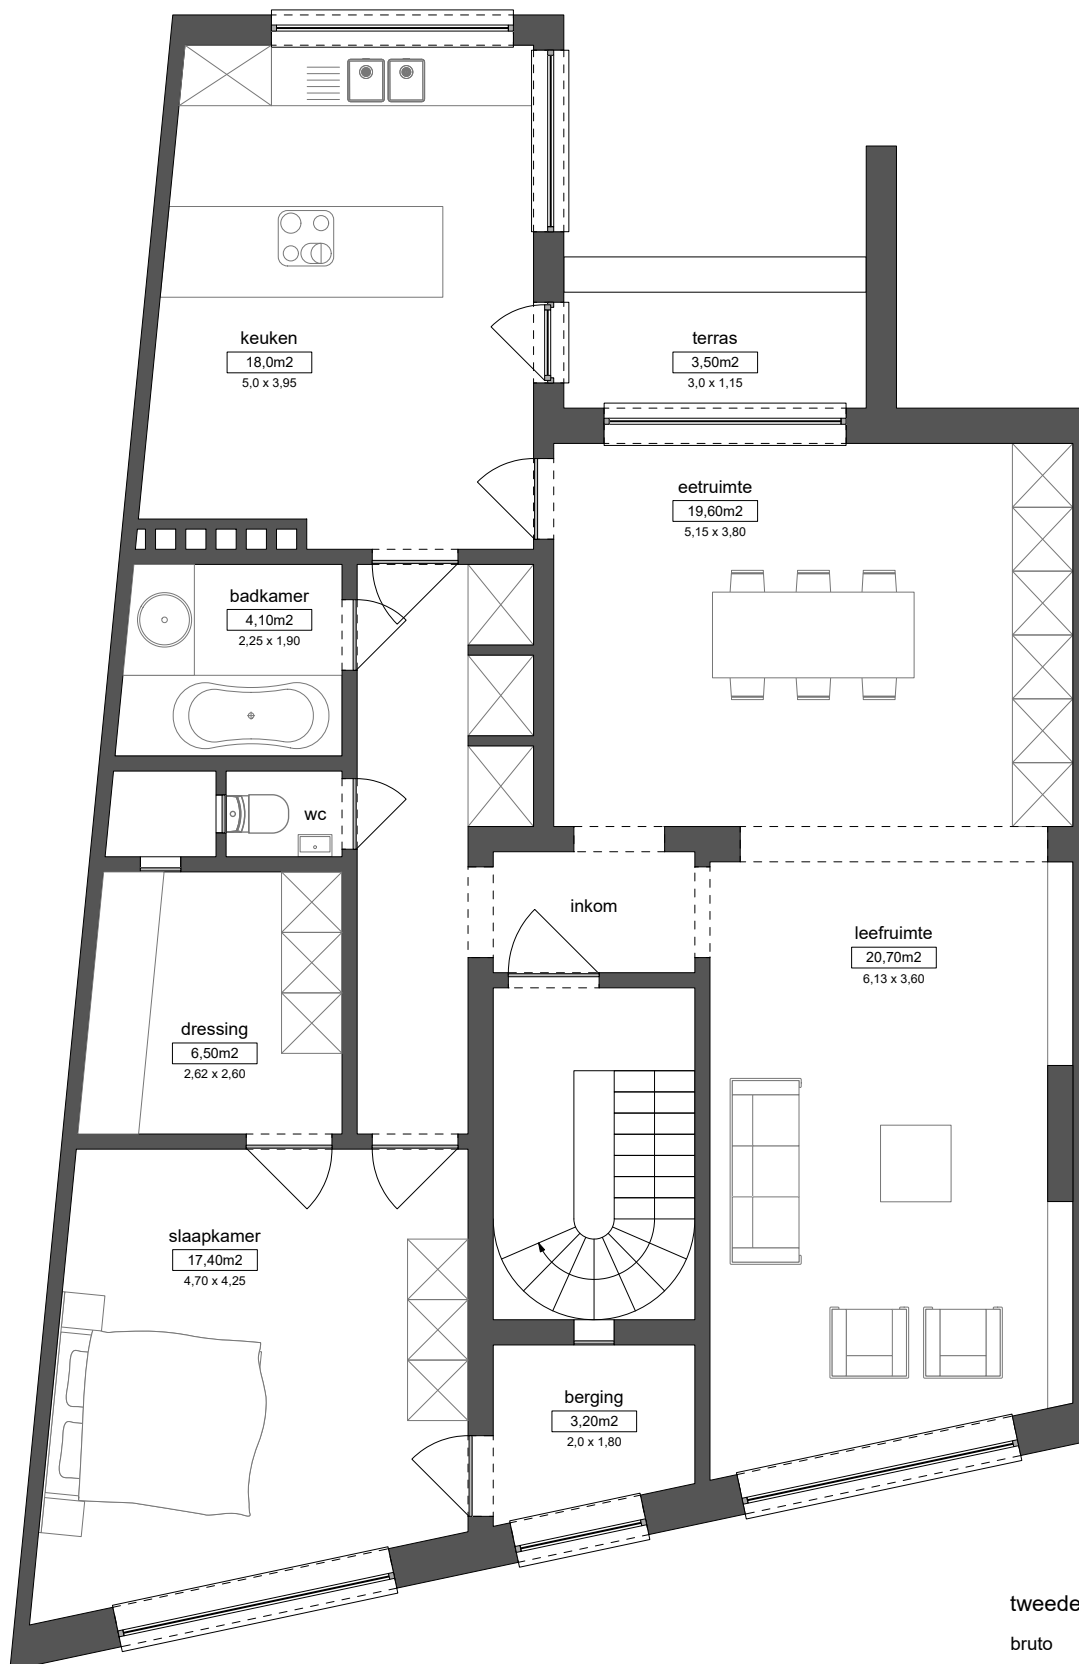 keuken
18,0m2
5,0 x 3,95
terras
3,50m2
3,0 x 1,15
eetruimte
19,60m2
5,15 x 3,80
badkamer
4,10m2
2,25 x 1,90
wc
inkom
leefruimte
20,70m2
6,13 x 3,60
dressing
6,50m2
2,62 x 2,60
slaapkamer
17,40m2
4,70 x 4,25
berging
3,20m2
2,0 x 1,80
tweede
bruto